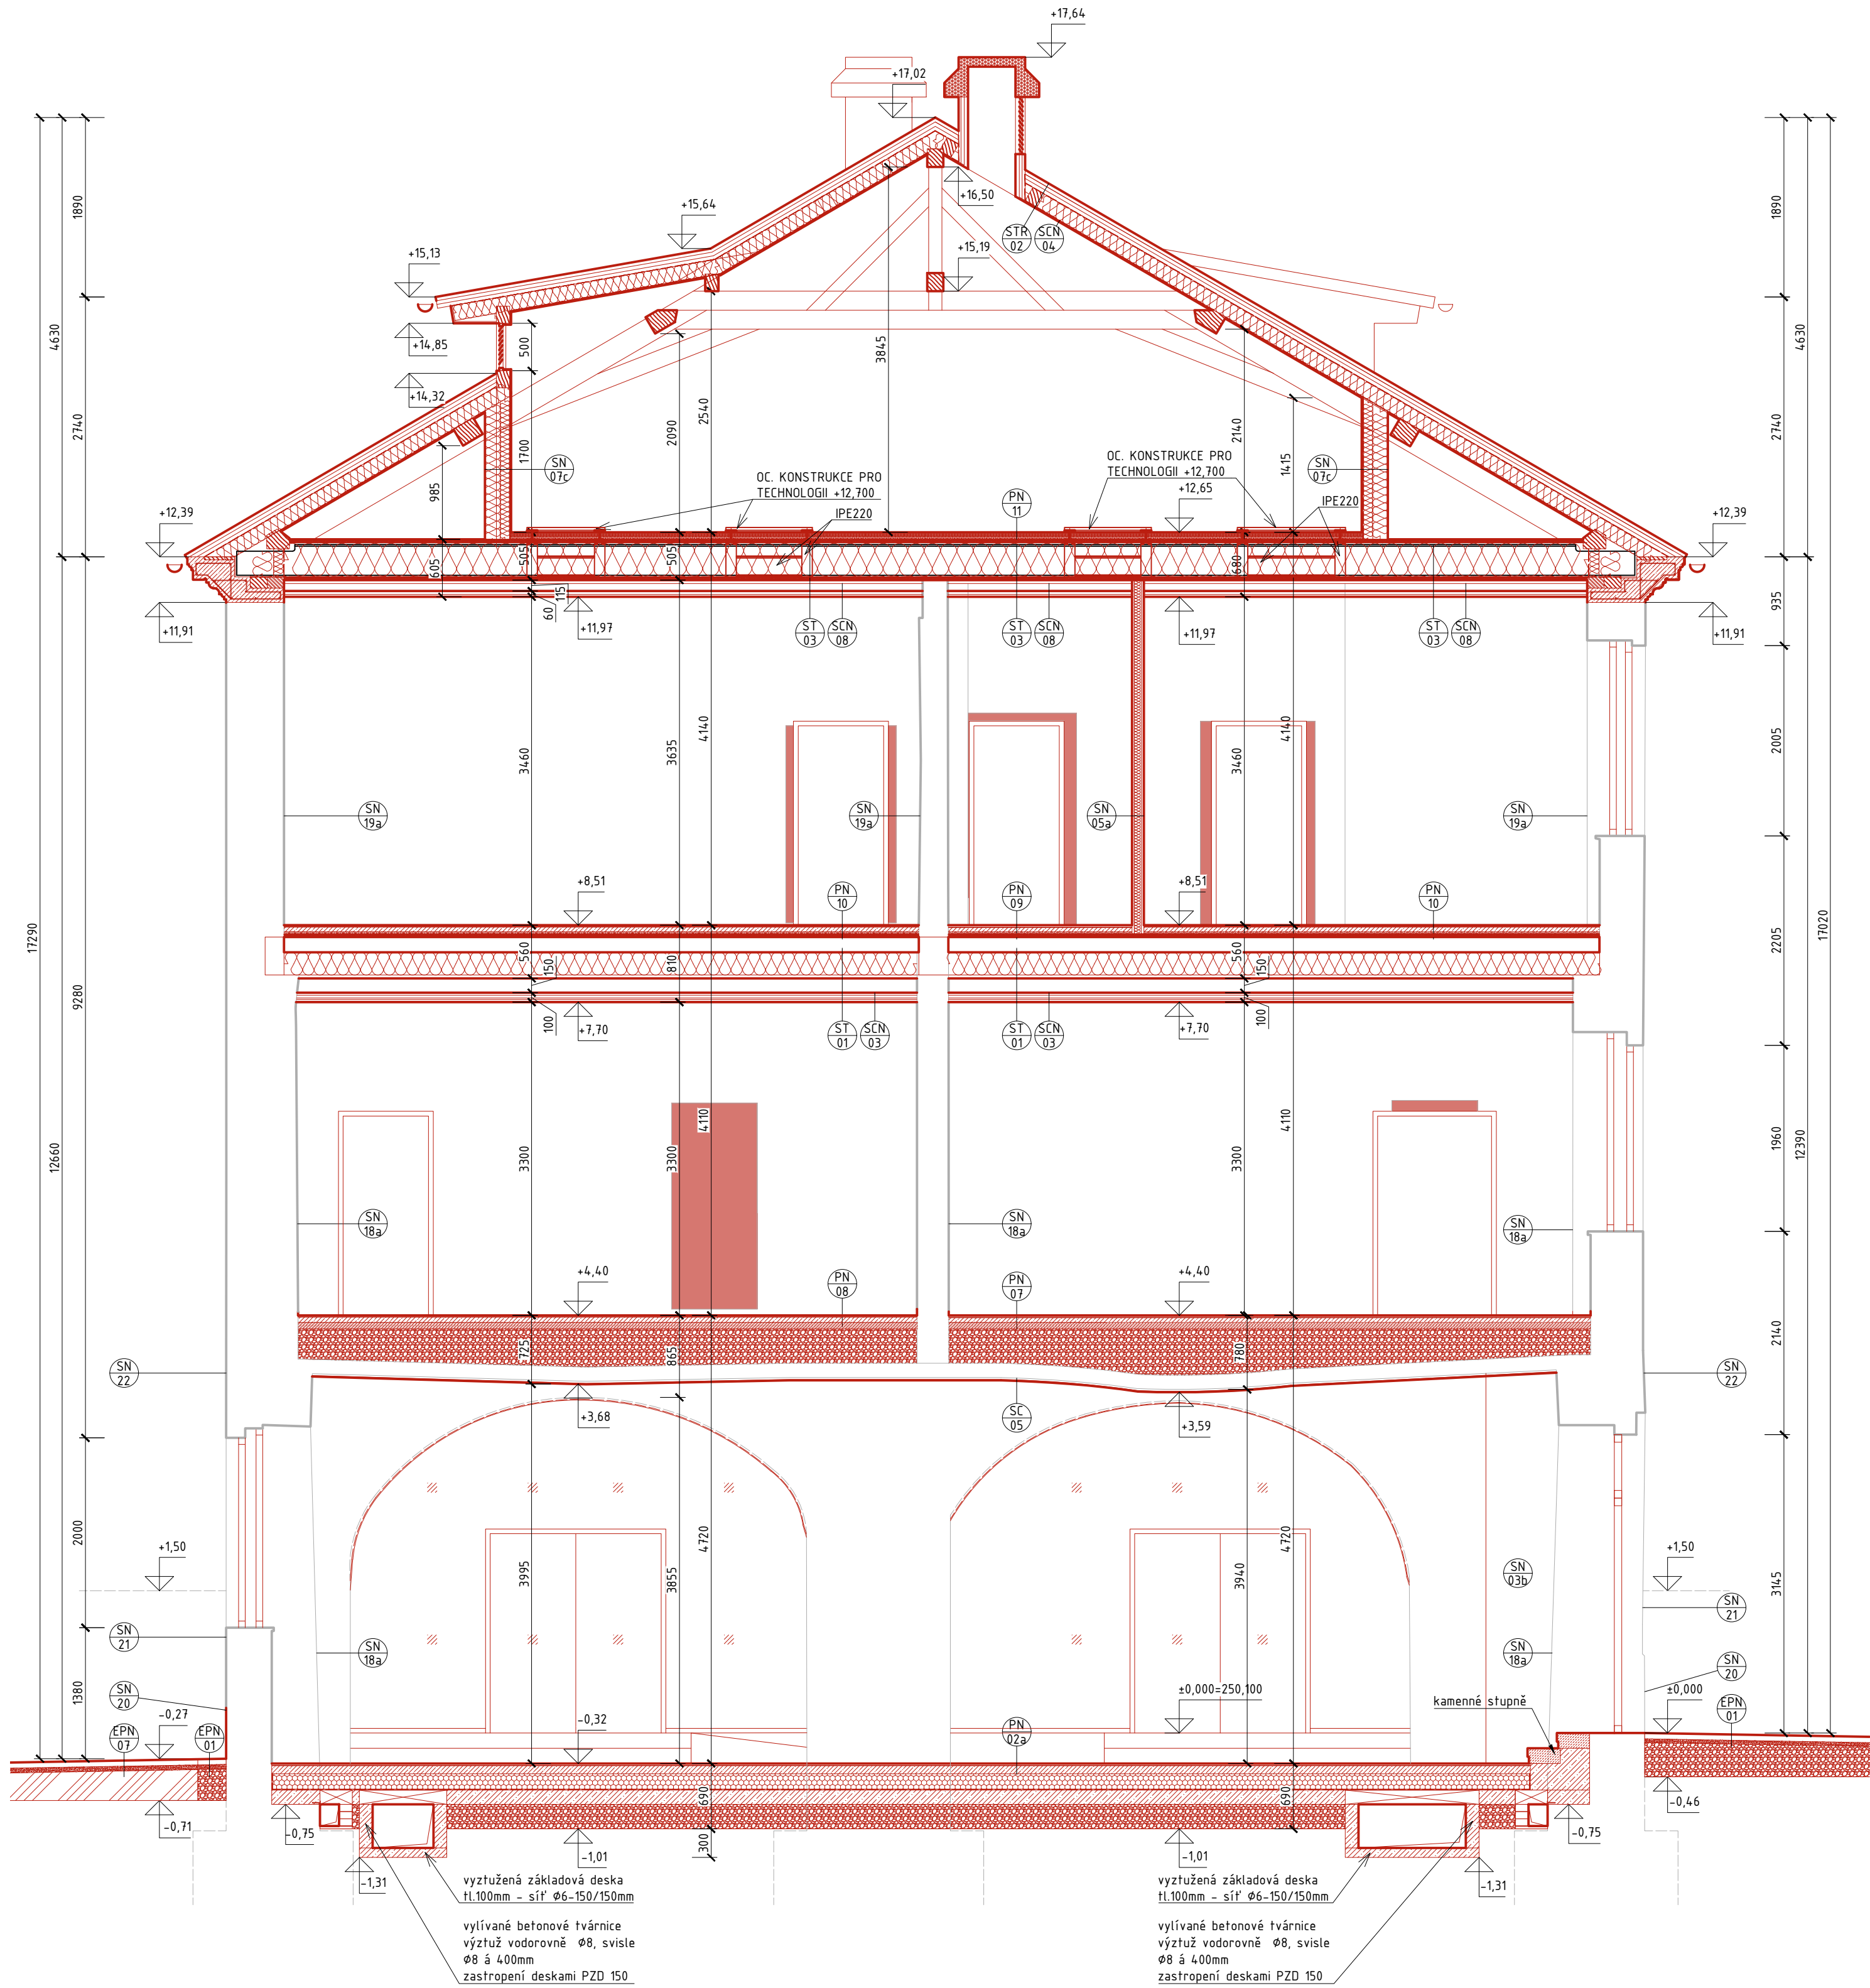 +17,64
+17,02
+16,50
STR
02
SCN
04
+15,64
+15,19
+15,13
1890
1890
4630
4630
+14,85
500
3845
+14,32
2740
2740
2090
2540
2140
1415
1700
SN
07c
SN
07c
985
OC. KONSTRUKCE PRO
TECHNOLOGII +12,700
IPE220
OC. KONSTRUKCE PRO
TECHNOLOGII +12,700
IPE220
PN
11
+12,65
+12,39
+12,39
505
605
505
680
115
60
+11,97
+11,97
+11,91
+11,91
ST
03
SCN
08
ST
03
SCN
08
ST
03
SCN
08
935
2005
4140
4140
3460
3635
3460
SN
19a
SN
19a
SN
05a
SN
19a
+8,51
+8,51
PN
10
PN
09
PN
10
17290
17020
2205
560
150
810
560
150
9280
100
100
+7,70
+7,70
ST
01
SCN
03
ST
01
SCN
03
12660
12390
4110
4110
1960
3300
3300
3300
SN
18a
SN
18a
SN
18a
+4,40
+4,40
PN
08
PN
07
2140
725
865
780
SN
22
SN
22
+3,68
+3,59
SC
05
2000
+1,50
+1,50
4720
4720
3995
3855
3940
SN
03b
3145
SN
21
SN
21
SN
18a
SN
18a
SN
20
SN
20
1380
±0,000=250,100
±0,000
kamenné stupně
-0,27
-0,32
EPN
07
EPN
01
EPN
01
PN
02a
690
690
-0,71
-0,75
-0,75
-0,46
300
-1,01
-1,01
-1,31
-1,31
vyztužená základová deska
tl.100mm - síť Ø6-150/150mm
vylívané betonové tvárnice
výztuž vodorovně Ø8, svisle
Ø8 á 400mm
zastropení deskami PZD 150
vyztužená základová deska
tl.100mm - síť Ø6-150/150mm
vylívané betonové tvárnice
výztuž vodorovně Ø8, svisle
Ø8 á 400mm
zastropení deskami PZD 150